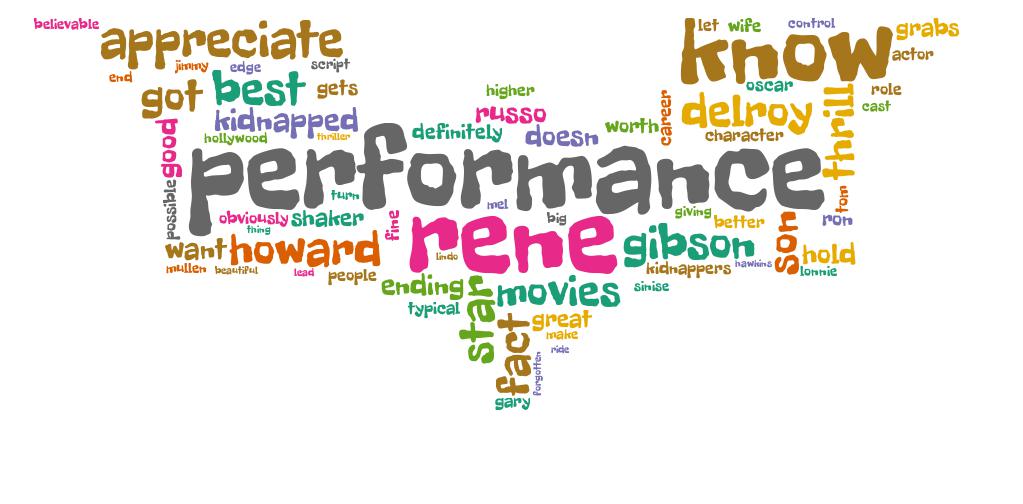 believable
appreciate
know
let
wife
control
grabs
actor
end
jimmy
edge
script
got
best
gets
kidnapped
hollywood
thriller
good
possible
higher
russo
definitely
doesn
worth
career
oscar
delroy
character
thrill
role
cast
performance
turn
mel
tom
ron
obviously
shaker
thing
fine
big
giving
better
want
howard
rene
lindo
gibson
son
hold
mullen
beautiful
lead
people
kidnappers
hawkins
lonnie
ending
star
movies
sinise
typical
fact
great
make
ride
forgotten
gary